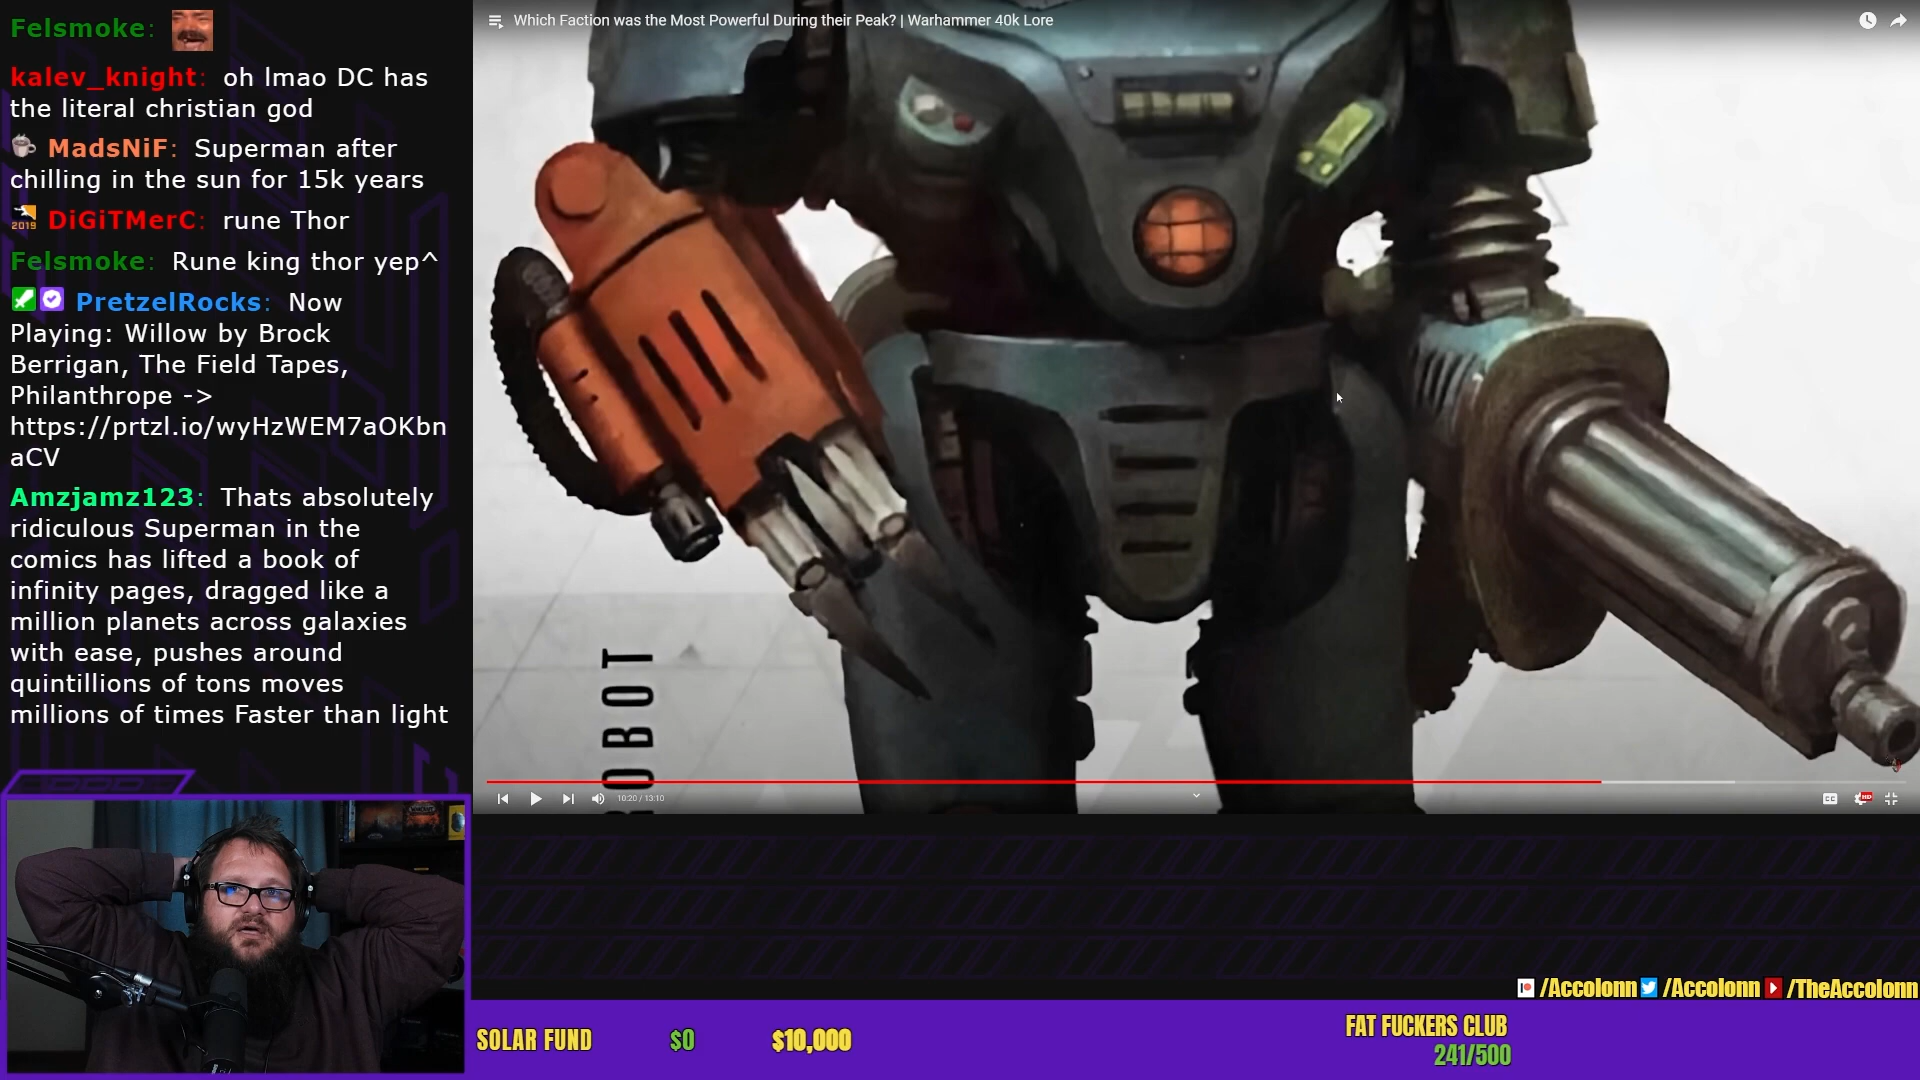 Felsmoke:
kalev_knight: oh lmao DC has
the literal christian god
MadsNiF: Superman after
chilling in the sun for 15k years
2019 DiGiTMerC: rune Thor
Felsmoke: Rune king thor yep^
PretzelRocks: Now
Playing: Willow by Brock
Berrigan, The Field Tapes,
Philanthrope ->
https://prtzl.io/wyHzWEM7aOKbn
aCV
Amzjamz123: Thats absolutely
ridiculous Superman in the
comics has lifted a book of
infinity pages, dragged like a
million planets across galaxies
with ease, pushes around
quintillions of tons moves
millions of times Faster than light
Which Faction was the Most Powerful During their Peak? | Warhammer 40k Lore
ROBOT
10:20 / 13:10
CC
HD
/Accolonn /Accolonn /TheAccolonn
SOLAR FUND $0 $10,000
FAT FUCKERS CLUB
241/500